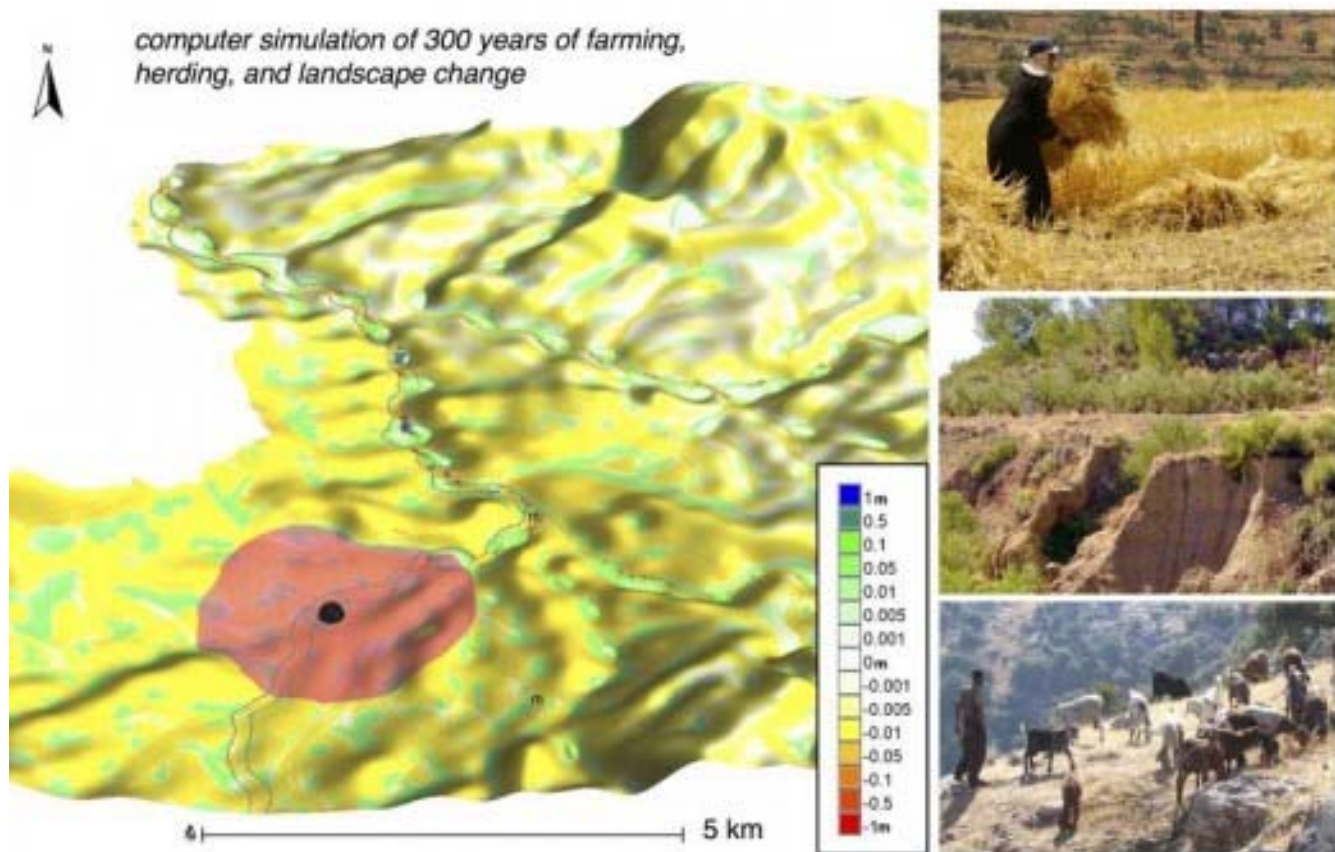 computer simulation of 300 years of farming,
herding, and landscape change
N
m
m
1m
0.5
0.1
0.05
0.01
0.005
0.001
0m
-0.001
-0.005
-0.01
-0.05
-0.1
-0.5
-1m
5 km